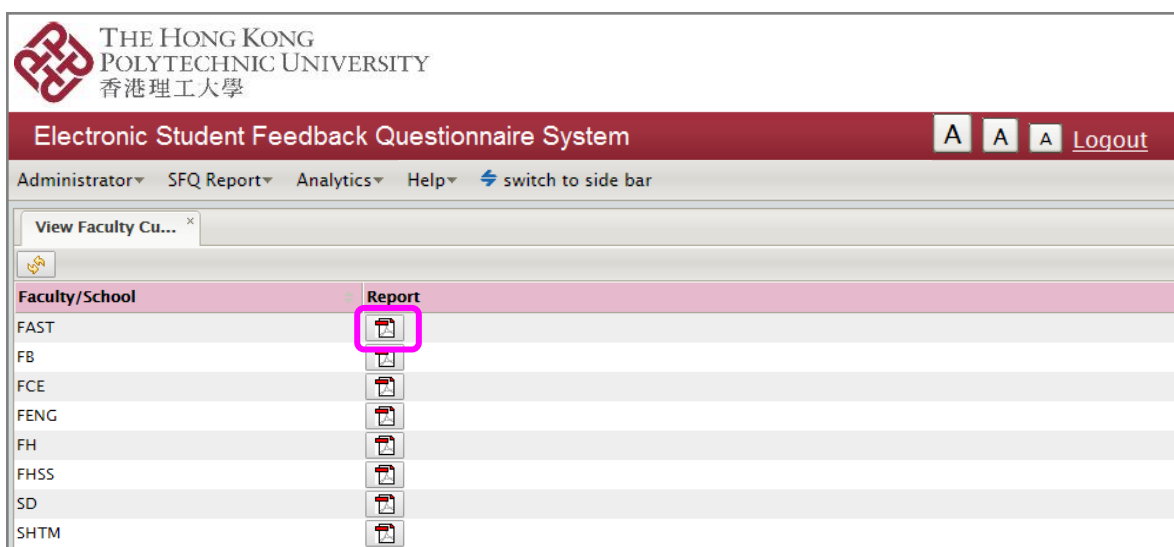 THE HONG KONG
POLYTECHNIC UNIVERSITY
香港理工大學
Electronic Student Feedback Questionnaire System A A A Logout
Administrator SFQ Report Analytics Help switch to side bar
View Faculty Cu... ×
Faculty/School Report
FAST
FB
FCE
FENG
FH
FHSS
SD
SHTM